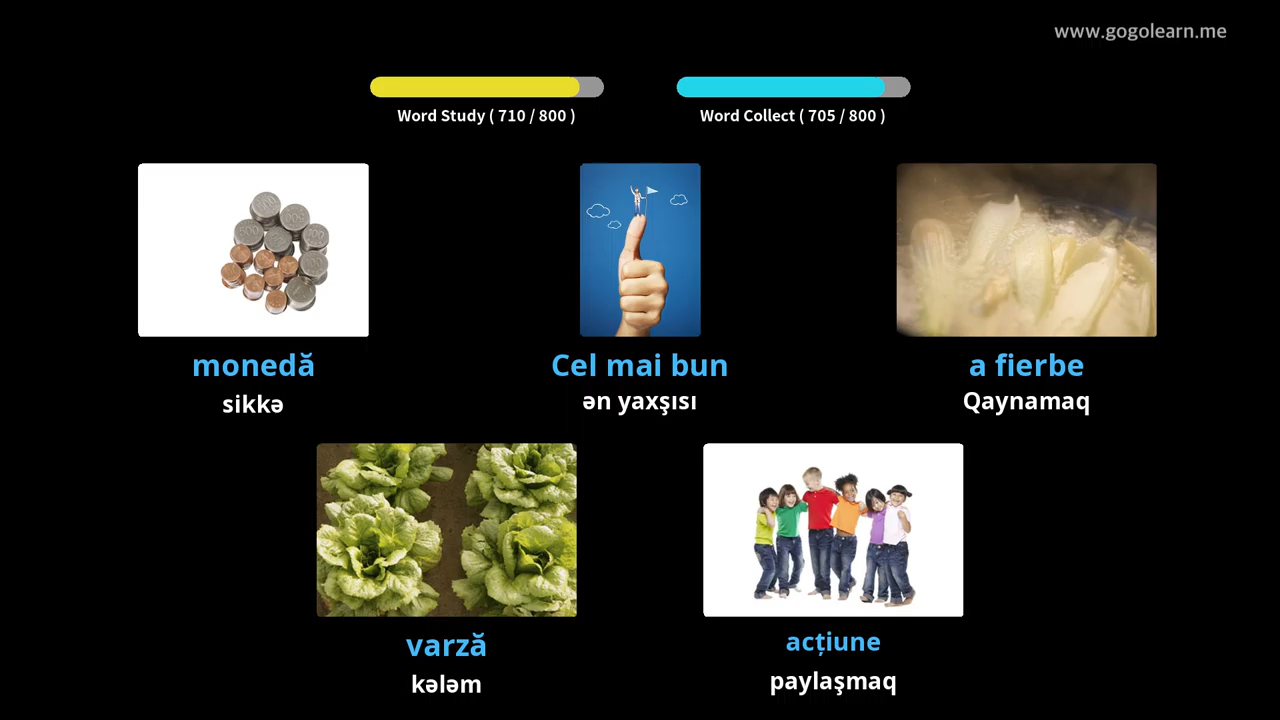 www.gogolearn.me
Word Study ( 710 / 800 )
Word Collect ( 705 / 800 )
monedă
sikkə
Cel mai bun
ən yaxşısı
a fierbe
Qaynamaq
varză
kələm
acțiune
paylaşmaq